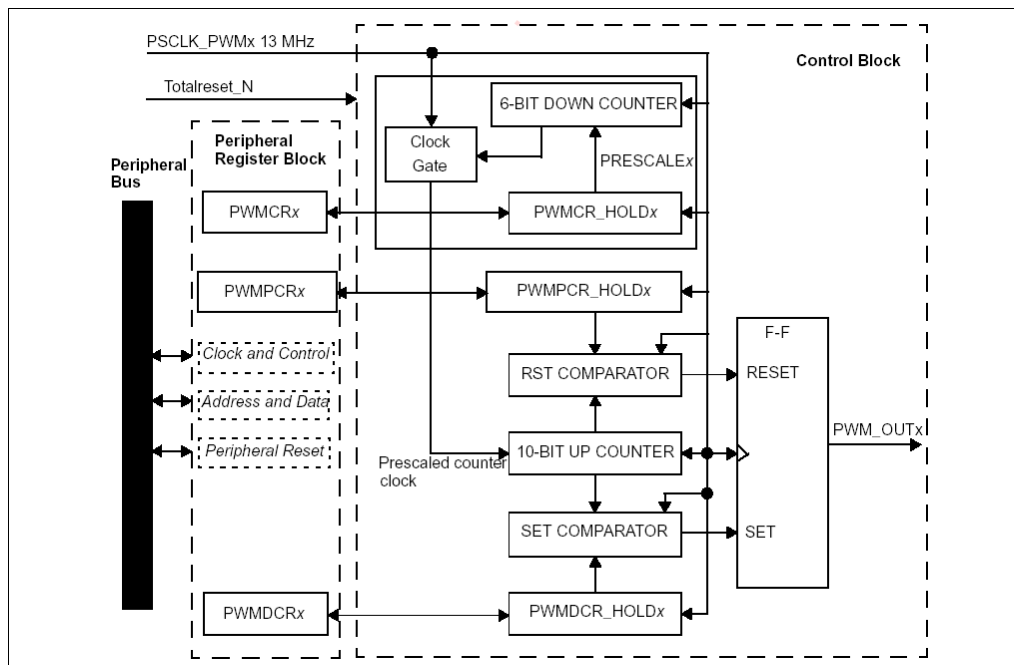 PSCLK_PWMx 13 MHz
Control Block
Totalreset_N
6-BIT DOWN COUNTER
Peripheral
Register Block
Clock
Gate
PRESCALEx
Peripheral
Bus
PWMCRx
PWMCR_HOLDx
PWMPCRx
PWMPCR_HOLDx
F-F
Clock and Control
RST COMPARATOR
RESET
Address and Data
PWM_OUTx
Peripheral Reset
10-BIT UP COUNTER
Prescaled counter
clock
SET COMPARATOR
SET
PWMDCRx
PWMDCR_HOLDx